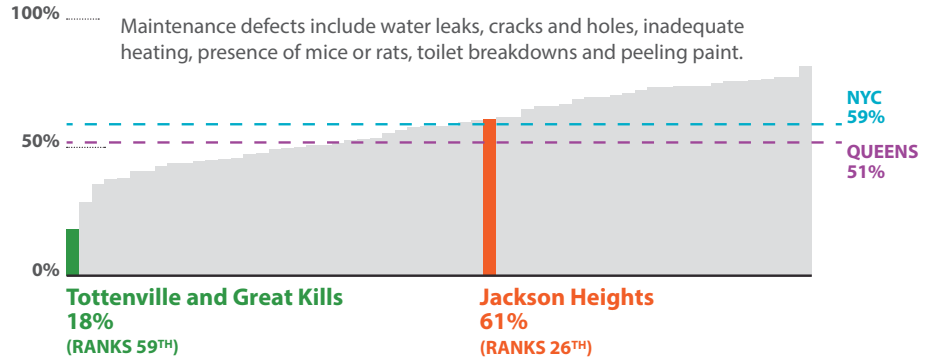 100%
Maintenance defects include water leaks, cracks and holes, inadequate
heating, presence of mice or rats, toilet breakdowns and peeling paint.
NYC
59%
50%
QUEENS
51%
0%
Tottenville and Great Kills
18%
(RANKS 59TH)
Jackson Heights
61%
(RANKS 26TH)